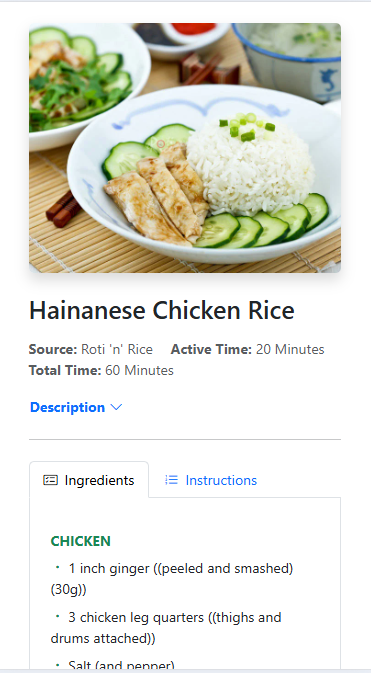 Hainanese Chicken Rice
Source: Roti 'n' Rice Active Time: 20 Minutes
Total Time: 60 Minutes
Description
Ingredients Instructions
CHICKEN
· 1 inch ginger ((peeled and smashed)
(30g))
· 3 chicken leg quarters ((thighs and
drums attached))
· Salt (and pepper)